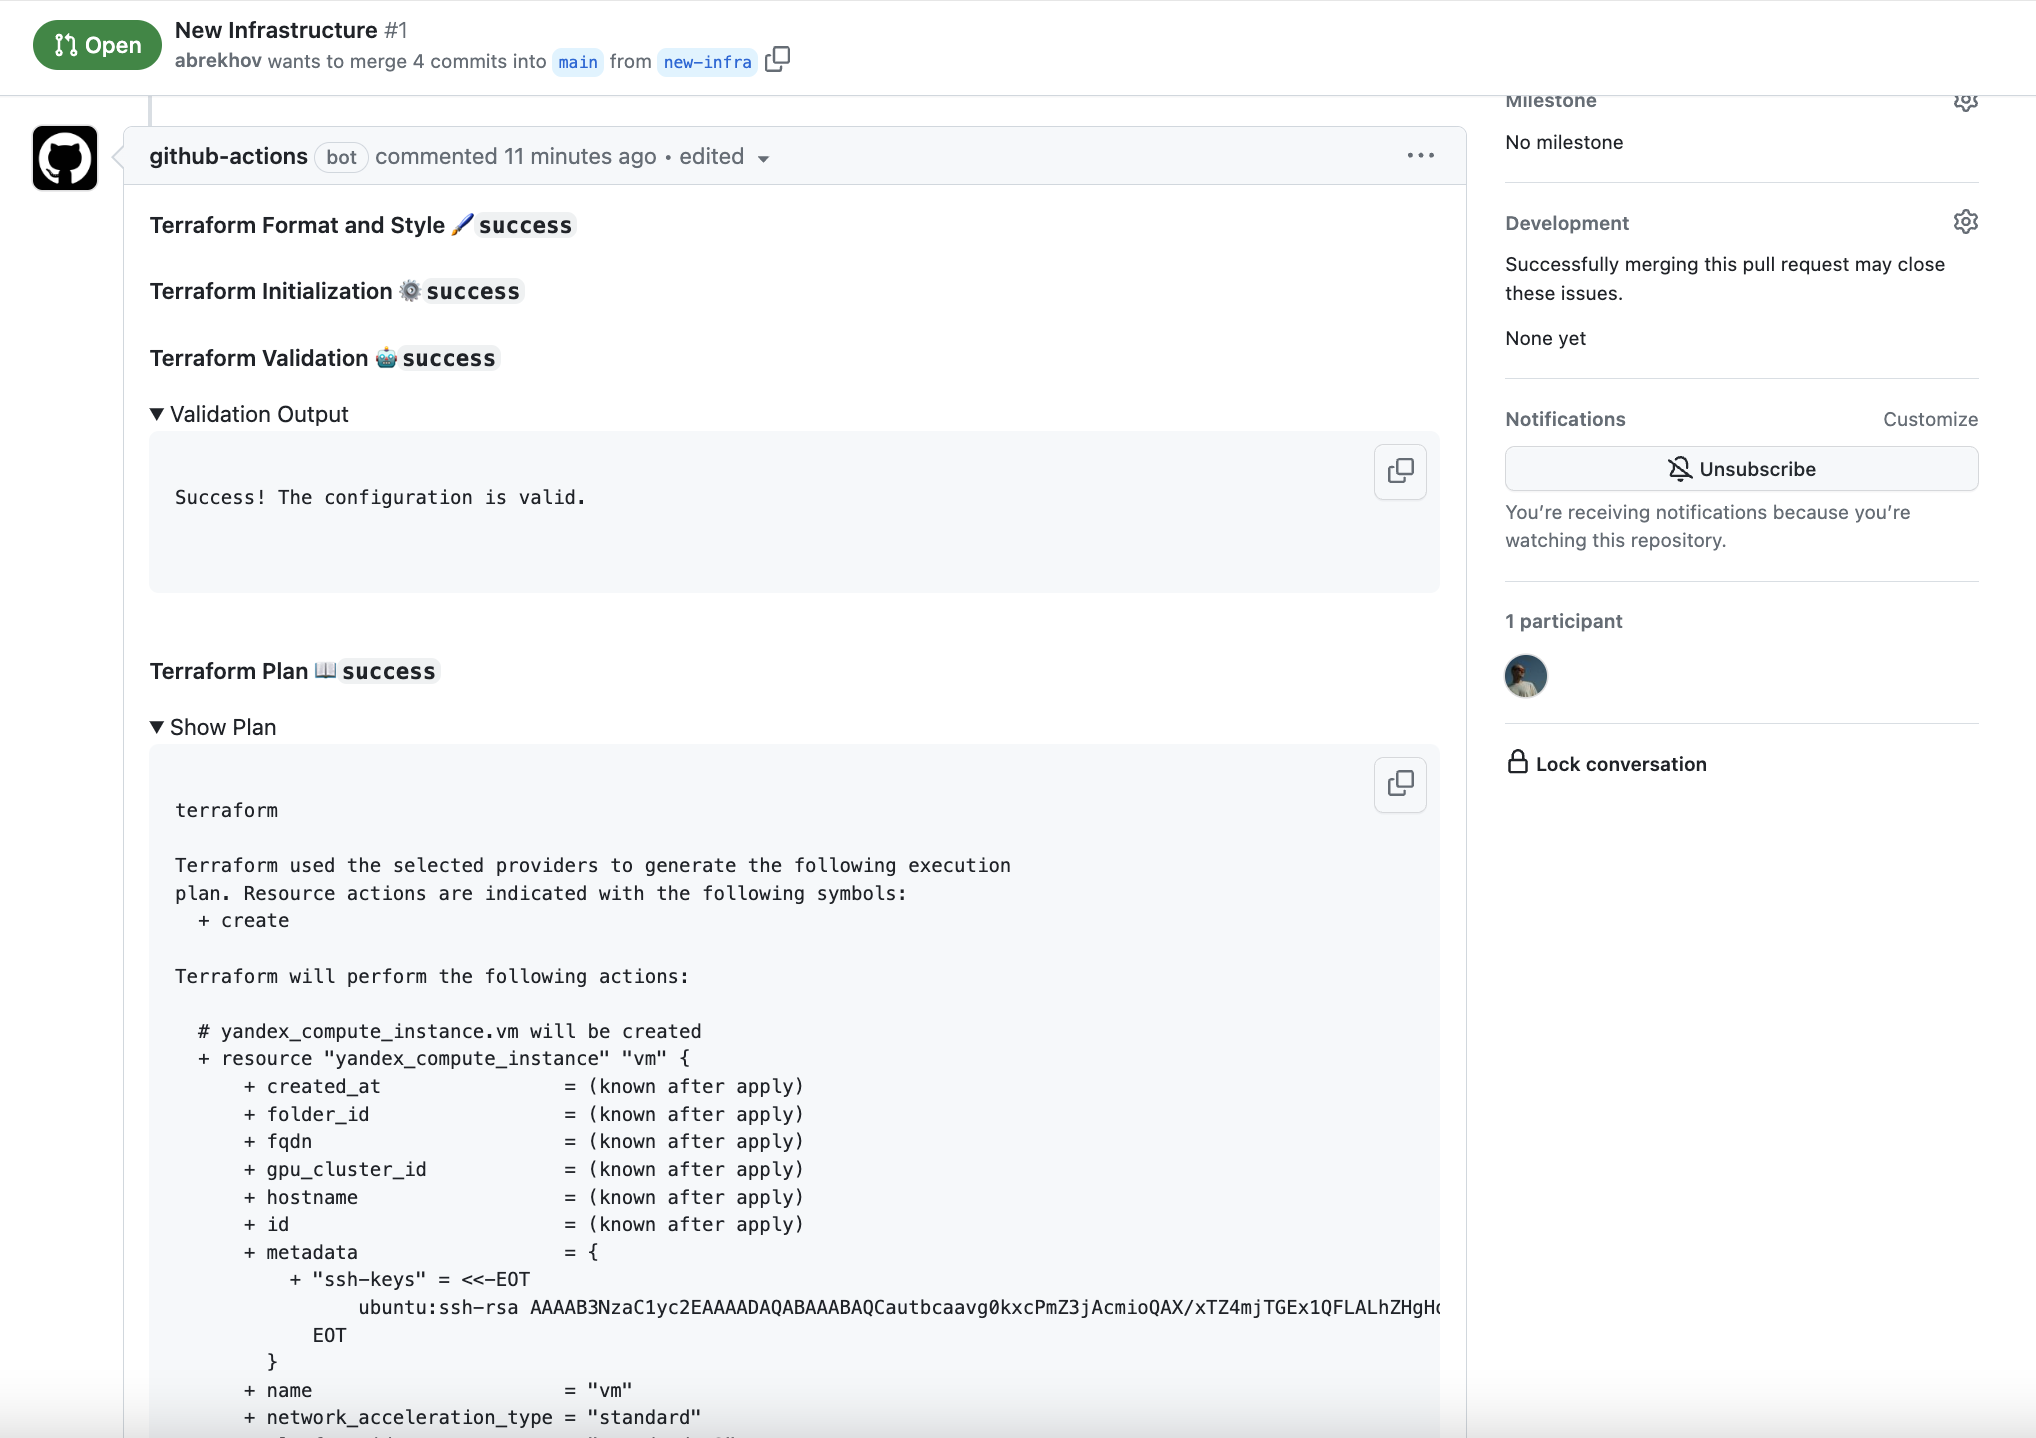 Open
New Infrastructure #1
abrekhov wants to merge 4 commits into main from new-infra
github-actions bot commented 11 minutes ago • edited
Terraform Format and Style 🖌success
Terraform Initialization ⚙️success
Terraform Validation 🤖success
▼ Validation Output
Success! The configuration is valid.
Terraform Plan 📖success
▼ Show Plan
terraform
Terraform used the selected providers to generate the following execution
plan. Resource actions are indicated with the following symbols:
+ create
Terraform will perform the following actions:
# yandex_compute_instance.vm will be created
+ resource "yandex_compute_instance" "vm" {
+ created_at = (known after apply)
+ folder_id = (known after apply)
+ fqdn = (known after apply)
+ gpu_cluster_id = (known after apply)
+ hostname = (known after apply)
+ id = (known after apply)
+ metadata = {
+ "ssh-keys" = <<-EOT
ubuntu:ssh-rsa AAAAB3NzaC1yc2EAAAADAQABAAABAQCautbcaavg0kxcPmZ3jAcmioQAX/xTZ4mjTGEx1QFLALhZHgH
EOT
}
+ name = "vm"
+ network_acceleration_type = "standard"
Milestone
No milestone
Development
Successfully merging this pull request may close
these issues.
None yet
Notifications Customize
Unsubscribe
You're receiving notifications because you're
watching this repository.
1 participant
Lock conversation